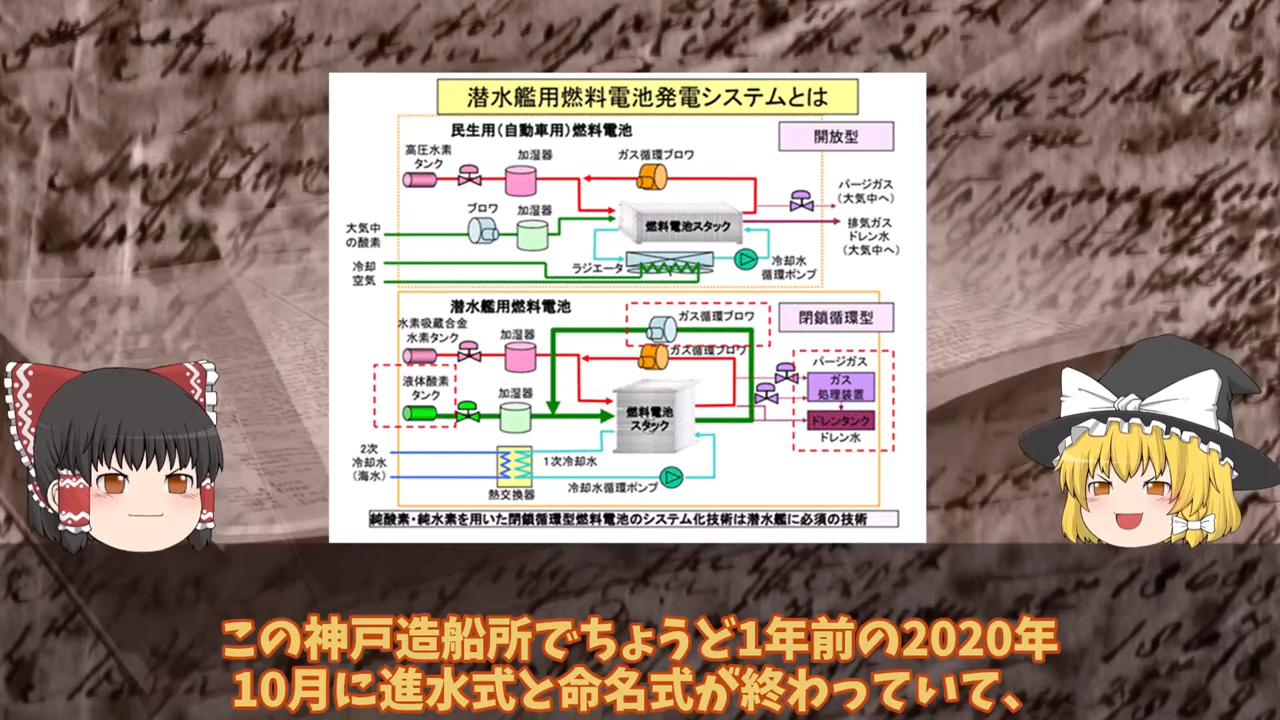 潜水艦用燃料電池発電システムとは
民生用(自動車用)燃料電池
開放型
高圧水素
タンク
加湿器
ガス循環ブロワ
パージガス
(大気中へ)
ブロワ
加湿器
大気中
の酸素
燃料電池スタック
排気ガス
ドレン水
(大気中へ)
冷却
空気
ラジエータ
冷却水
循環ポンプ
潜水艦用燃料電池
閉鎖循環型
水素吸蔵合金
水素タンク
加湿器
ガス循環ブロワ
ガス循環ブロワ
パージガス
ガス
処理装置
液体酸素
タンク
加湿器
燃料電池
スタック
ドレンタンク
ドレン水
2次
冷却水
(海水)
1次冷却水
熱交換器
冷却水循環ポンプ
純酸素・純水素を用いた閉鎖循環型燃料電池のシステム化技術は潜水艦に必須の技術
この神戸造船所でちょうど1年前の2020年
10月に進水式と命名式が終わっていて、